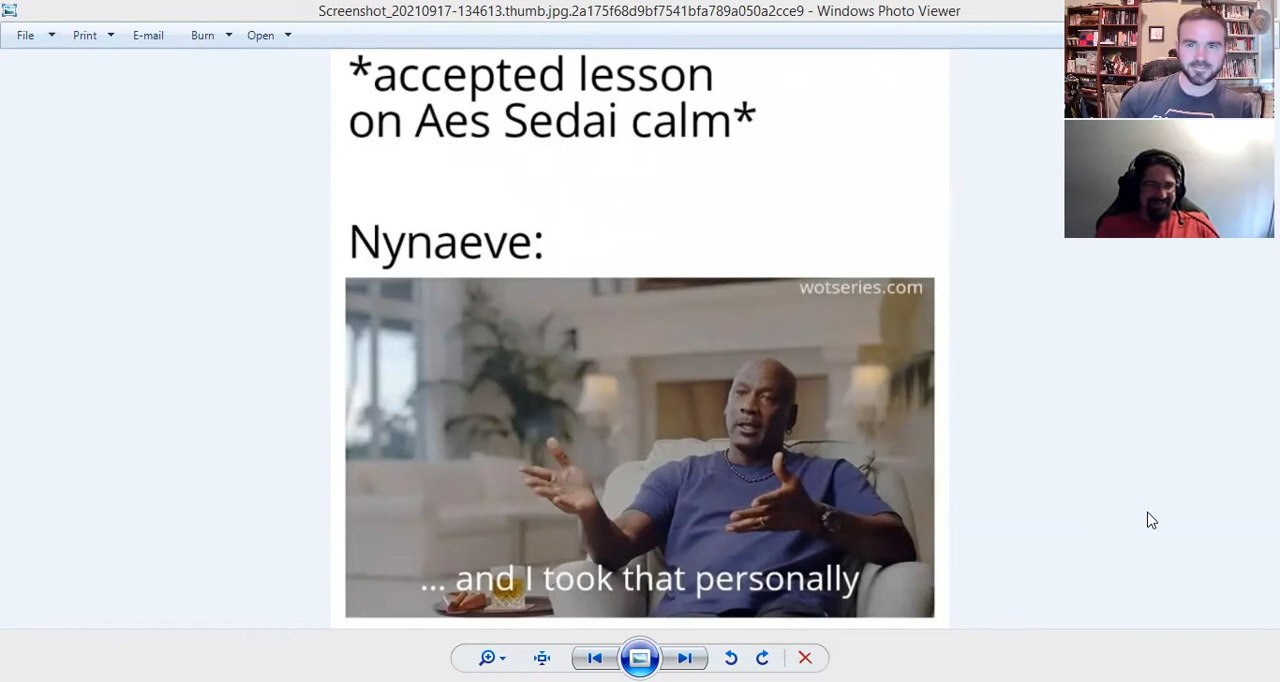 Screenshot_20210917-134613.thumb.jpg.2a175f68d9bf7541bfa789a050a2cce9 - Windows Photo Viewer
File Print E-mail Burn Open
*accepted lesson
on Aes Sedai calm*
Nynaeve:
wotseries.com
... and I took that personally